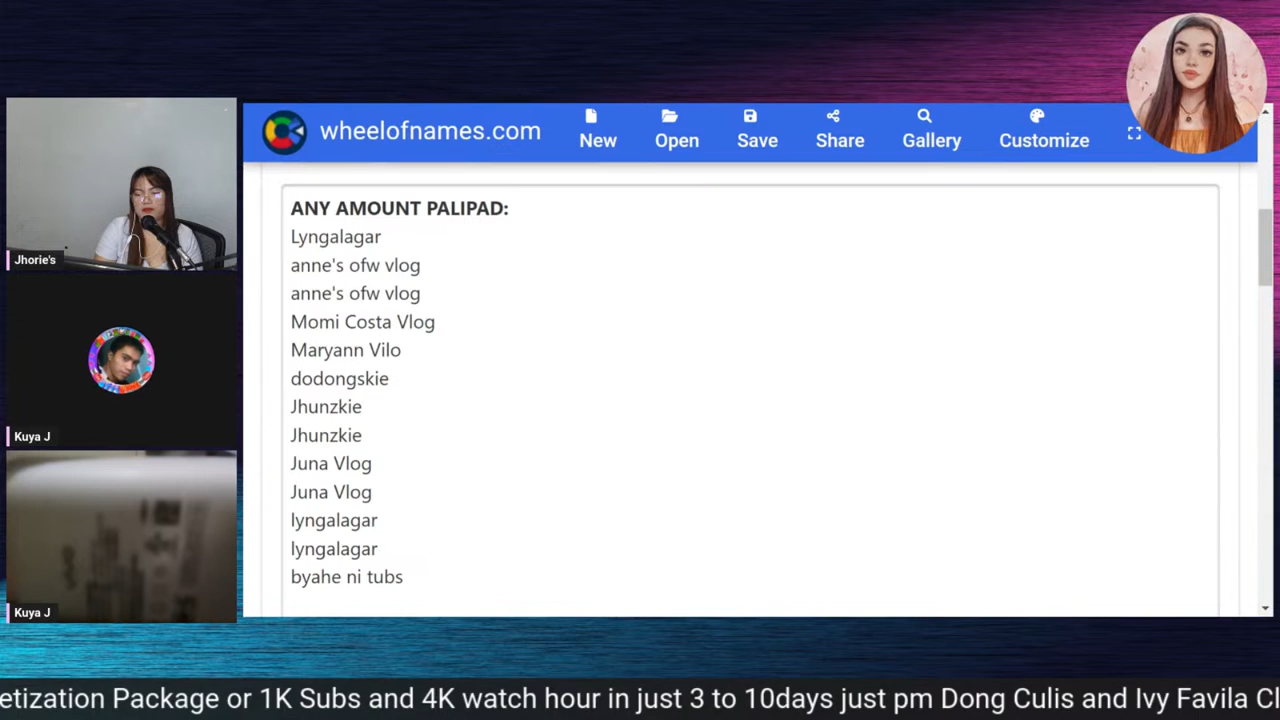 wheelofnames.com
New
Open
Save
Share
Gallery
Customize
ANY AMOUNT PALIPAD:
Lyngalagar
anne's ofw vlog
anne's ofw vlog
Momi Costa Vlog
Maryann Vilo
dodongskie
Jhunzkie
Jhunzkie
Juna Vlog
Juna Vlog
lyngalagar
lyngalagar
byahe ni tubs
Jhorie's
Kuya J
Kuya J
etization Package or 1K Subs and 4K watch hour in just 3 to 10days just pm Dong Culis and Ivy Favila